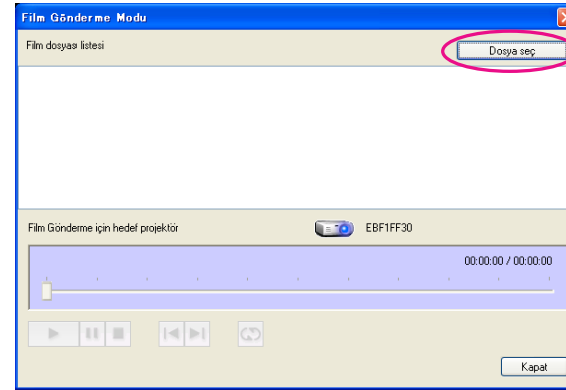 Film Gönderme Modu
Film dosyas› listesi
Dosya seç
Film Gönderme için hedef projektör
EBF1FF30
00:00:00 / 00:00:00
Kapat